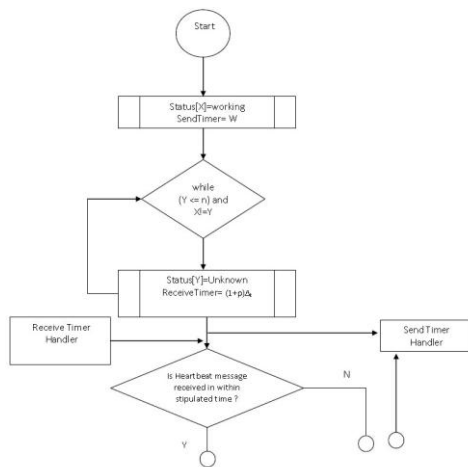 Start
Status[X]=working
SendTimer= W
while
(Y <= n) and
X!=Y
Status[Y]=Unknown
ReceiveTimer= (1+p)Δt
Receive Timer
Handler
Send Timer
Handler
Is Heartbeat message
received in within
stipulated time ?
N
Y